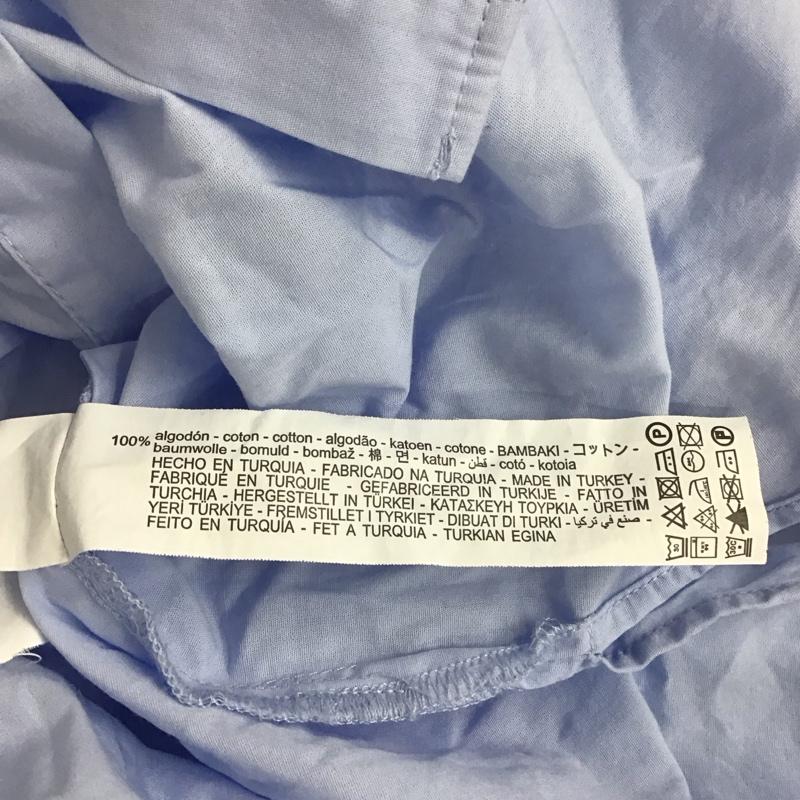 100% algodón - coton - cotton - algodão - katoen - cotone - BAMBAKI - コットン -
baumwolle - bomuld - bombaž - 棉 - 면 - katun - قطن - cotó - kotoia
HECHO EN TURQUIA - FABRICADO NA TURQUIA - MADE IN TURKEY -
FABRIQUÉ EN TURQUIE - GEFABRICEERD IN TURKIJE - FATTO IN
TURCHIA - HERGESTELLT IN TÜRKEI - ΚΑΤΑΣΚΕΥΗ ΤΟΥΡΚΙΑ - ÜRETİM
YERİ TÜRKİYE - FREMSTILLET I TYRKIET - DIBUAT DI TURKI - صنع في تركيا -
FEITO EN TURQUÍA - FET A TURQUIA - TURKIAN EGINA
P
P